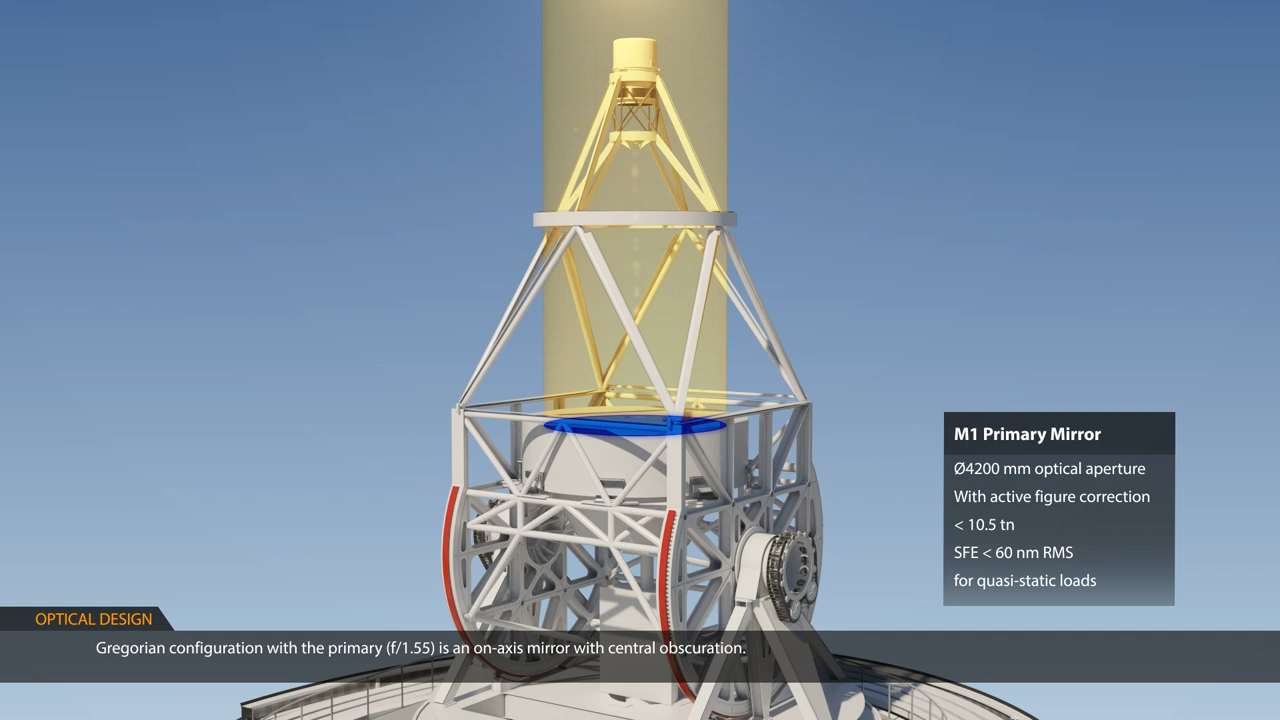 M1 Primary Mirror
Ø4200 mm optical aperture
With active figure correction
< 10.5 tn
SFE < 60 nm RMS
for quasi-static loads
OPTICAL DESIGN
Gregorian configuration with the primary (f/1.55) is an on-axis mirror with central obscuration.